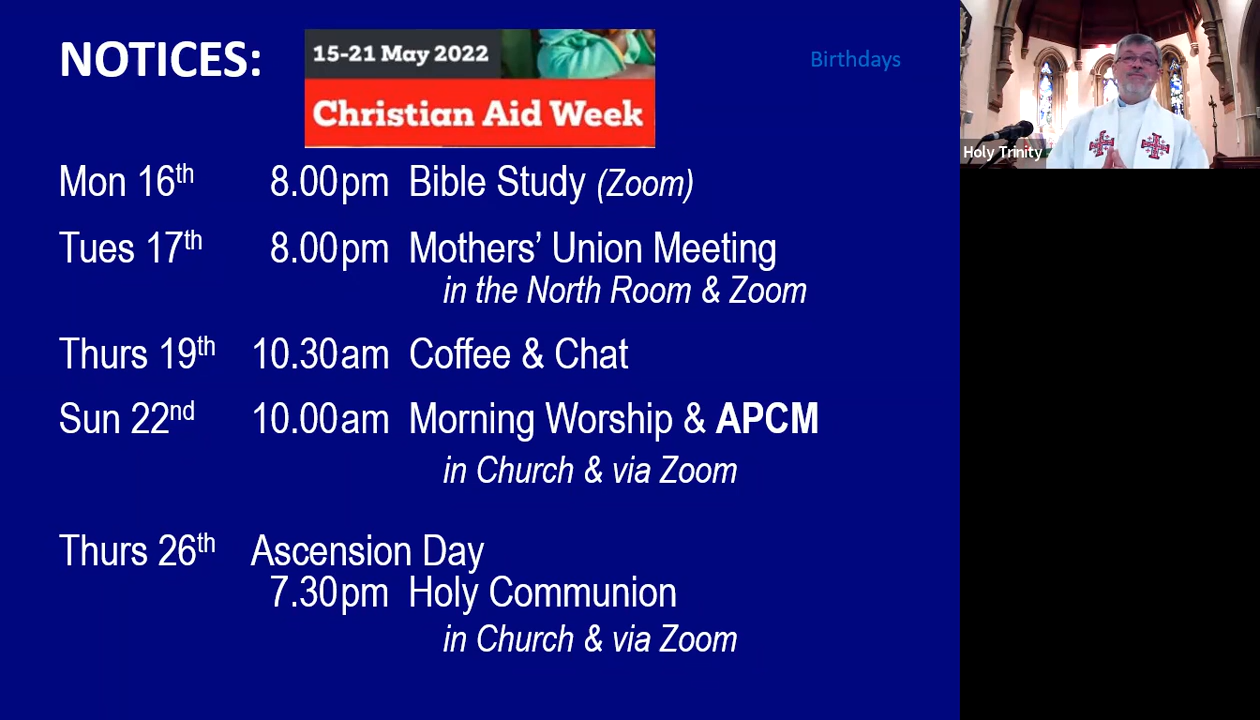 NOTICES:
15-21 May 2022
Christian Aid Week
Birthdays
Holy Trinity
Mon 16th 8.00pm Bible Study (Zoom)
Tues 17th 8.00pm Mothers’ Union Meeting
in the North Room & Zoom
Thurs 19th 10.30am Coffee & Chat
Sun 22nd 10.00am Morning Worship & APCM
in Church & via Zoom
Thurs 26th Ascension Day
7.30pm Holy Communion
in Church & via Zoom